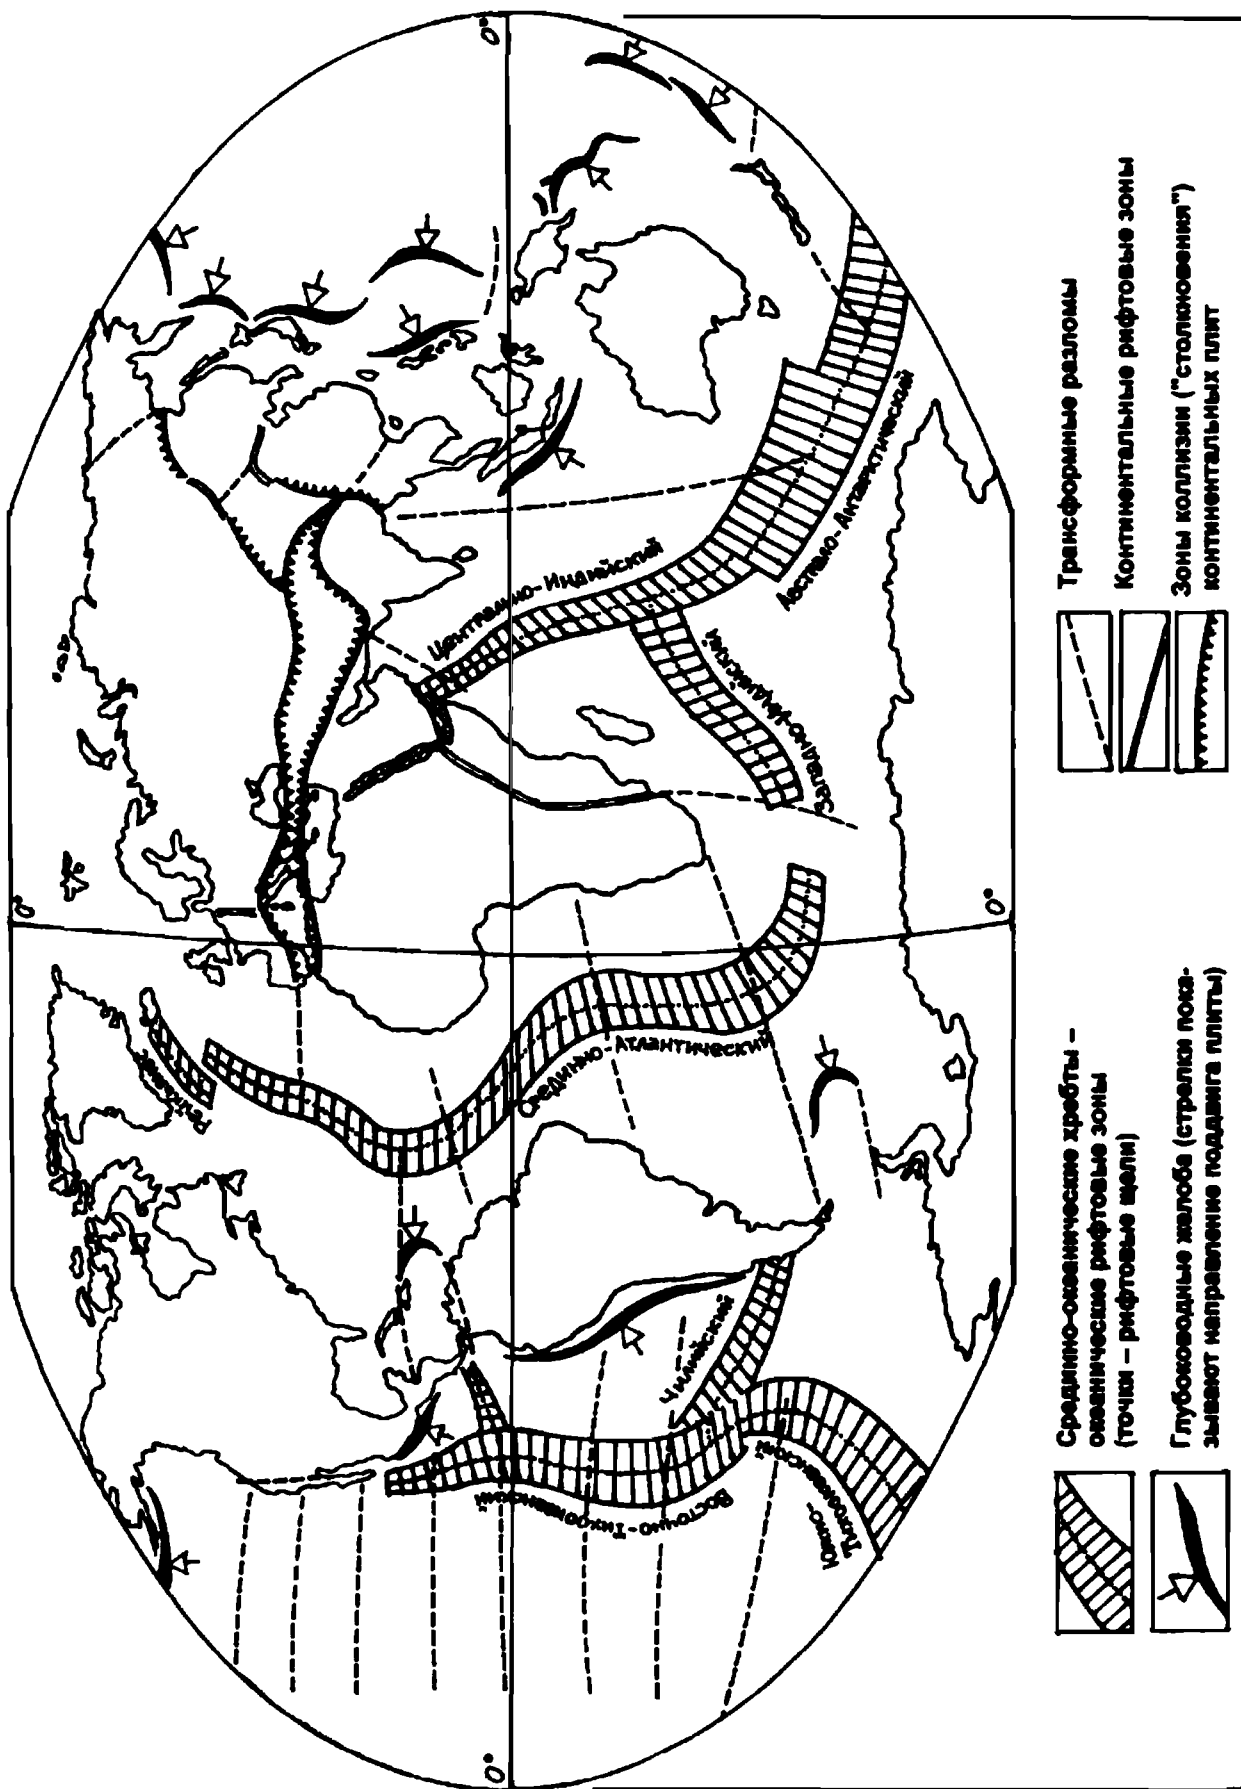 0°
0°
0°
0°
Рейкьянес
Срединно-Атлантический
Центрально-Индийский
Западно-Индийский
Австрало-Антарктический
Чилийский
Восточно-Тихоокеанский
Южно-
Тихоокеанский
Срединно-океанические хребты –
океанические рифтовые зоны
(точки – рифтовые щели)
Глубоководные желоба (стрелки пока-
зывают направление поддвига плиты)
Трансформные разломы
Континентальные рифтовые зоны
Зоны коллизии ("столкновения")
континентальных плит